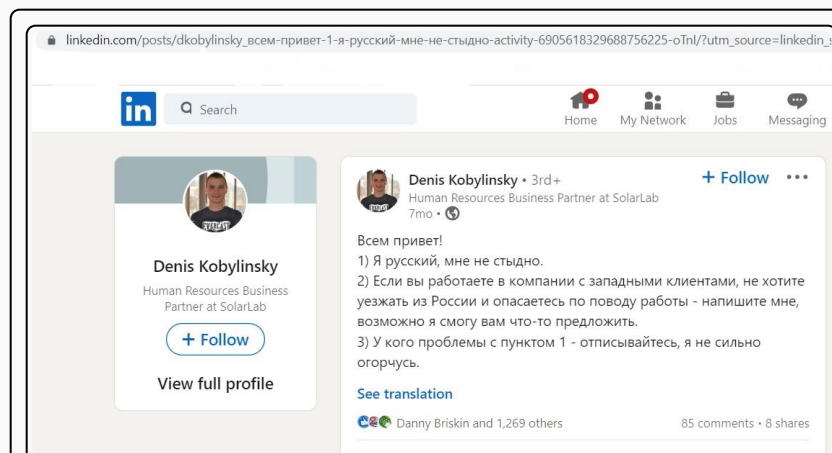 linkedin.com/posts/dkobylinsky_всем-привет-1-я-русский-мне-не-стыдно-activity-6905618329688756225-oTnI/?utm_source=linkedin_s
in
Search
Home
My Network
Jobs
Messaging
Denis Kobylinsky
Human Resources Business
Partner at SolarLab
+ Follow
View full profile
Denis Kobylinsky • 3rd+
+ Follow
Human Resources Business Partner at SolarLab
7mo •
Всем привет!
1) Я русский, мне не стыдно.
2) Если вы работаете в компании с западными клиентами, не хотите
уезжать из России и опасаетесь по поводу работы - напишите мне,
возможно я смогу вам что-то предложить.
3) У кого проблемы с пунктом 1 - отписывайтесь, я не сильно
огорчусь.
See translation
Danny Briskin and 1,269 others
85 comments • 8 shares